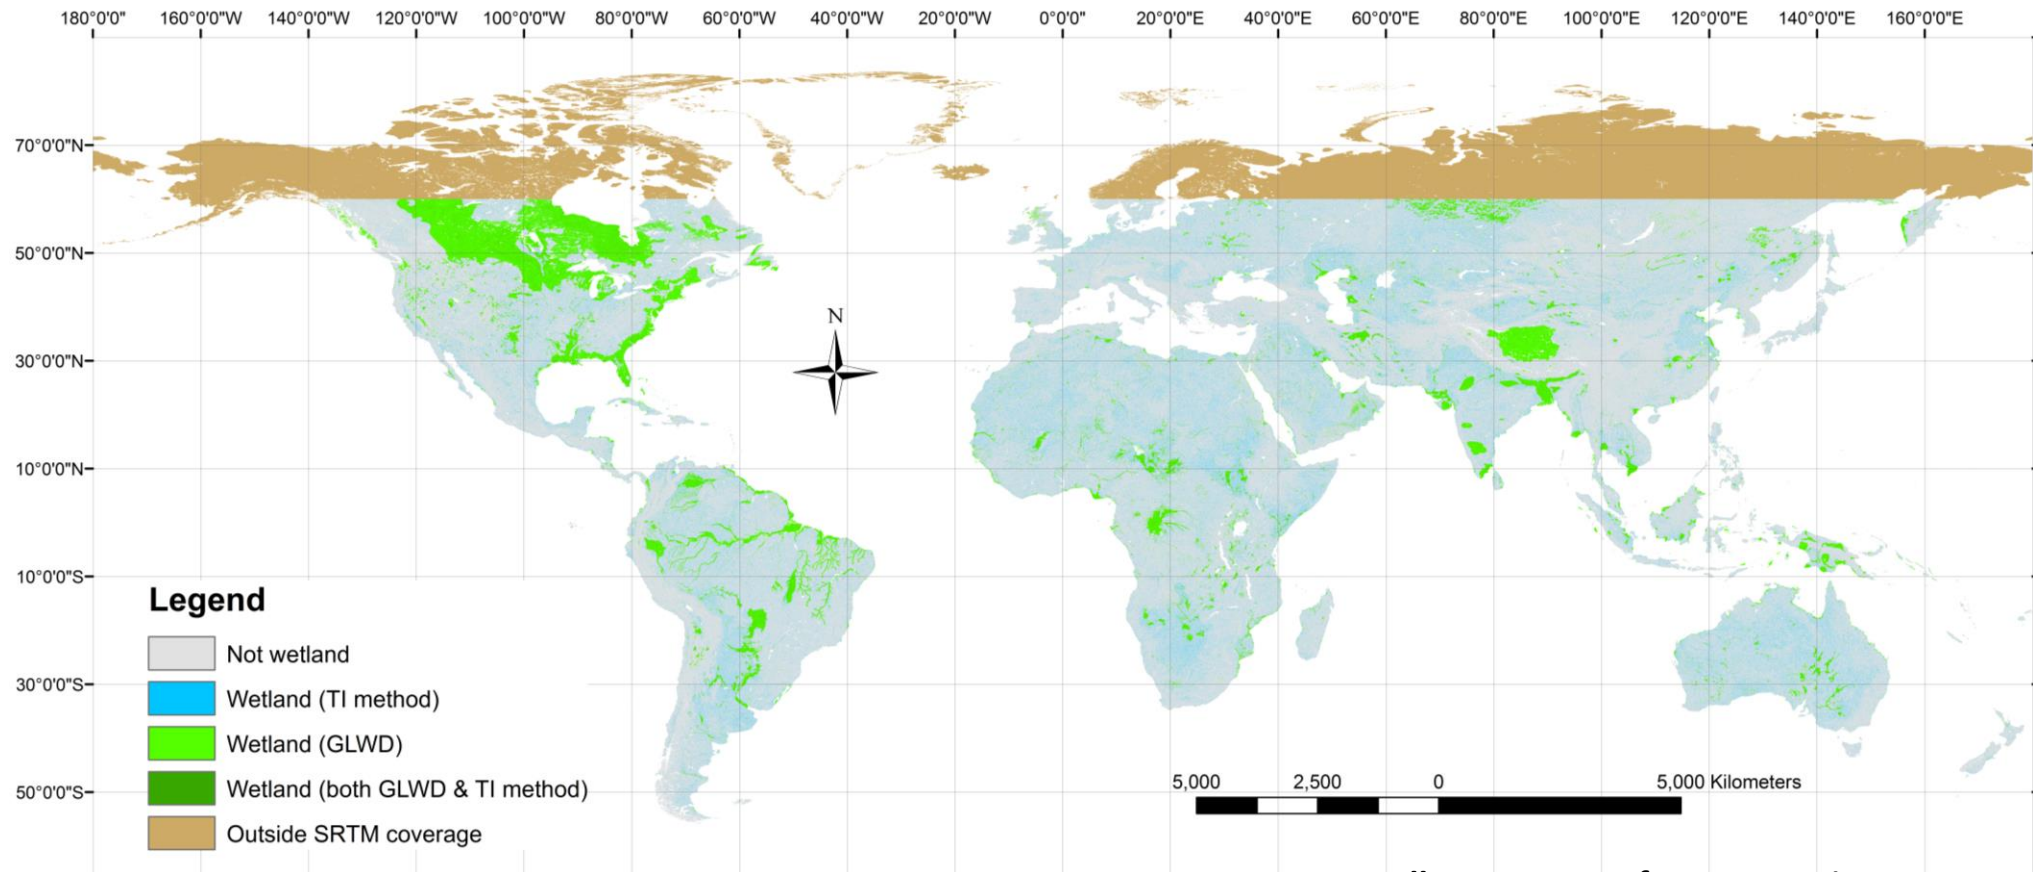 180°0'0"W 160°0'0"W 140°0'0"W 120°0'0"W 100°0'0"W 80°0'0"W 60°0'0"W 40°0'0"W 20°0'0"W 0°0'0" 20°0'0"E 40°0'0"E 60°0'0"E 80°0'0"E 100°0'0"E 120°0'0"E 140°0'0"E 160°0'0"E
70°0'0"N
50°0'0"N
N
30°0'0"N
10°0'0"N
10°0'0"S
Legend
Not wetland
30°0'0"S
Wetland (TI method)
Wetland (GLWD)
Wetland (both GLWD & TI method)
5,000 2,500 0 5,000 Kilometers
50°0'0"S
Outside SRTM coverage